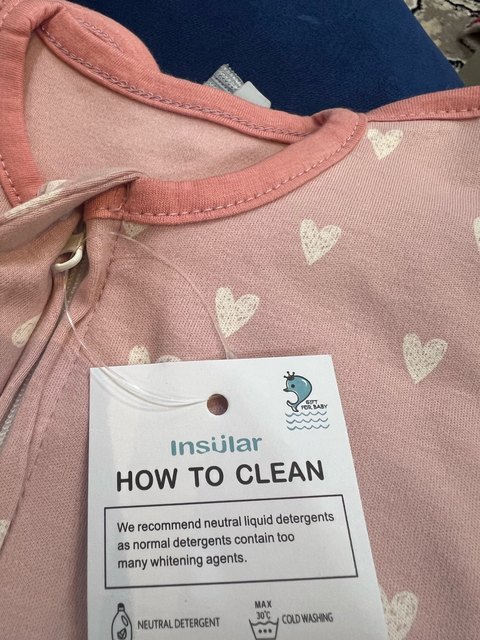 GIFT
FOR BABY
Insülar
HOW TO CLEAN
We recommend neutral liquid detergents
as normal detergents contain too
many whitening agents.
NEUTRAL DETERGENT
MAX
30°C
COLD WASHING